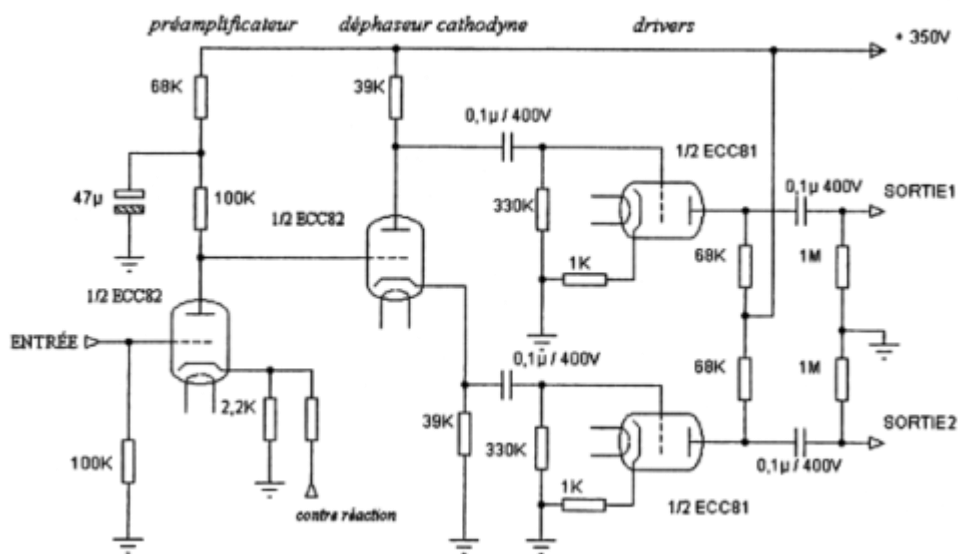 préamplificateur
déphaseur cathodyne
drivers
+ 350V
68K
39K
0,1µ / 400V
1/2 ECC81
47µ
100K
1/2 ECC82
330K
0,1µ 400V
SORTIE1
68K
1M
1K
1/2 ECC82
ENTRÉE
0,1µ / 400V
68K
1M
2,2K
39K
330K
SORTIE2
100K
0,1µ / 400V
1K
contre réaction
1/2 ECC81